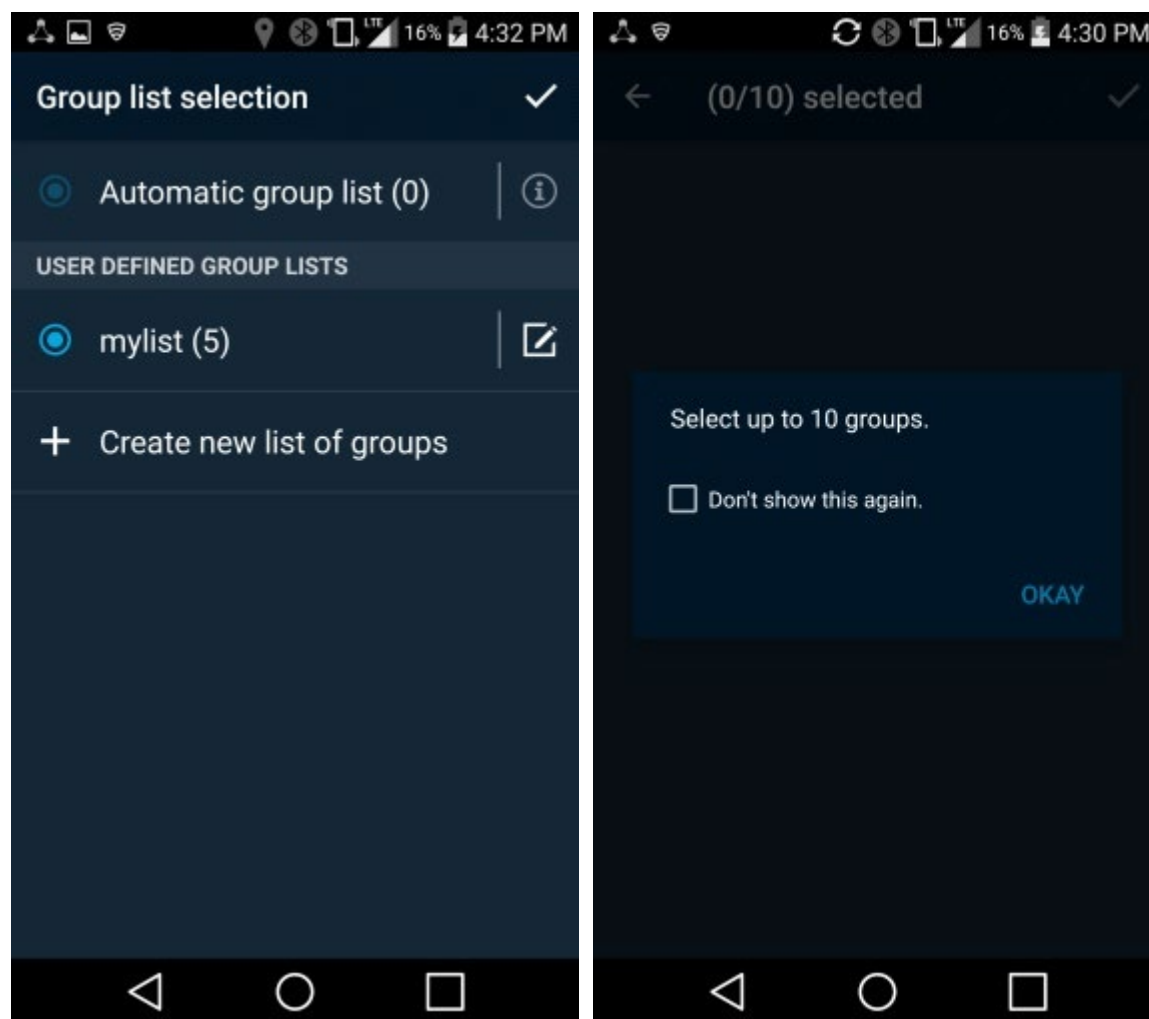 LTE 16% 4:32 PM
Group list selection
Automatic group list (0)
USER DEFINED GROUP LISTS
mylist (5)
Create new list of groups
LTE 16% 4:30 PM
(0/10) selected
Select up to 10 groups.
Don't show this again.
OKAY